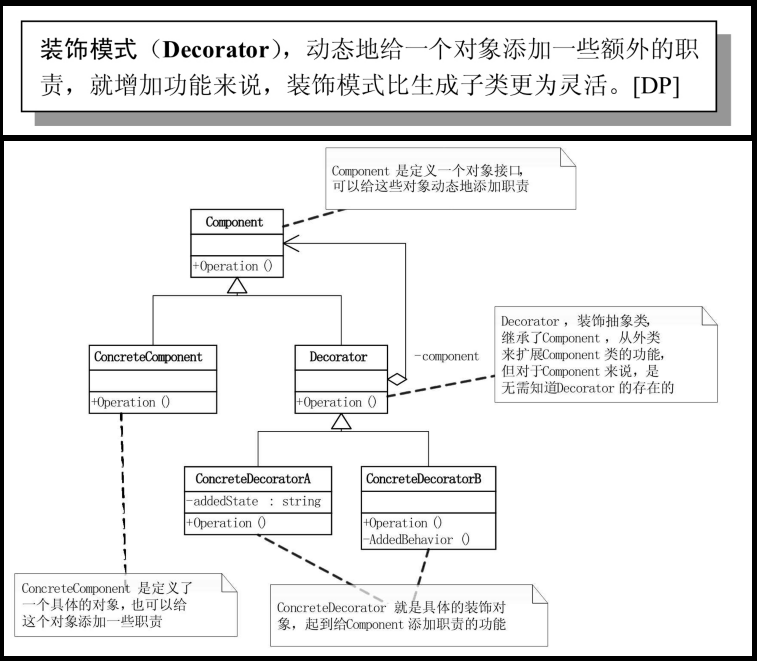 装饰模式（Decorator），动态地给一个对象添加一些额外的职
责，就增加功能来说，装饰模式比生成子类更为灵活。[DP]
Component 是定义一个对象接口，
可以给这些对象动态地添加职责
Component
+Operation ()
Decorator ，装饰抽象类，
继承了Component ，从外类
来扩展Component 类的功能，
但对于Component 来说，是
无需知道Decorator 的存在的
-component
ConcreteComponent
+Operation ()
Decorator
+Operation ()
ConcreteDecoratorA
-addedState : string
+Operation ()
ConcreteDecoratorB
+Operation ()
-AddedBehavior ()
ConcreteComponent 是定义了
一个具体的对象，也可以给
这个对象添加一些职责
ConcreteDecorator 就是具体的装饰对
象，起到给Component 添加职责的功能